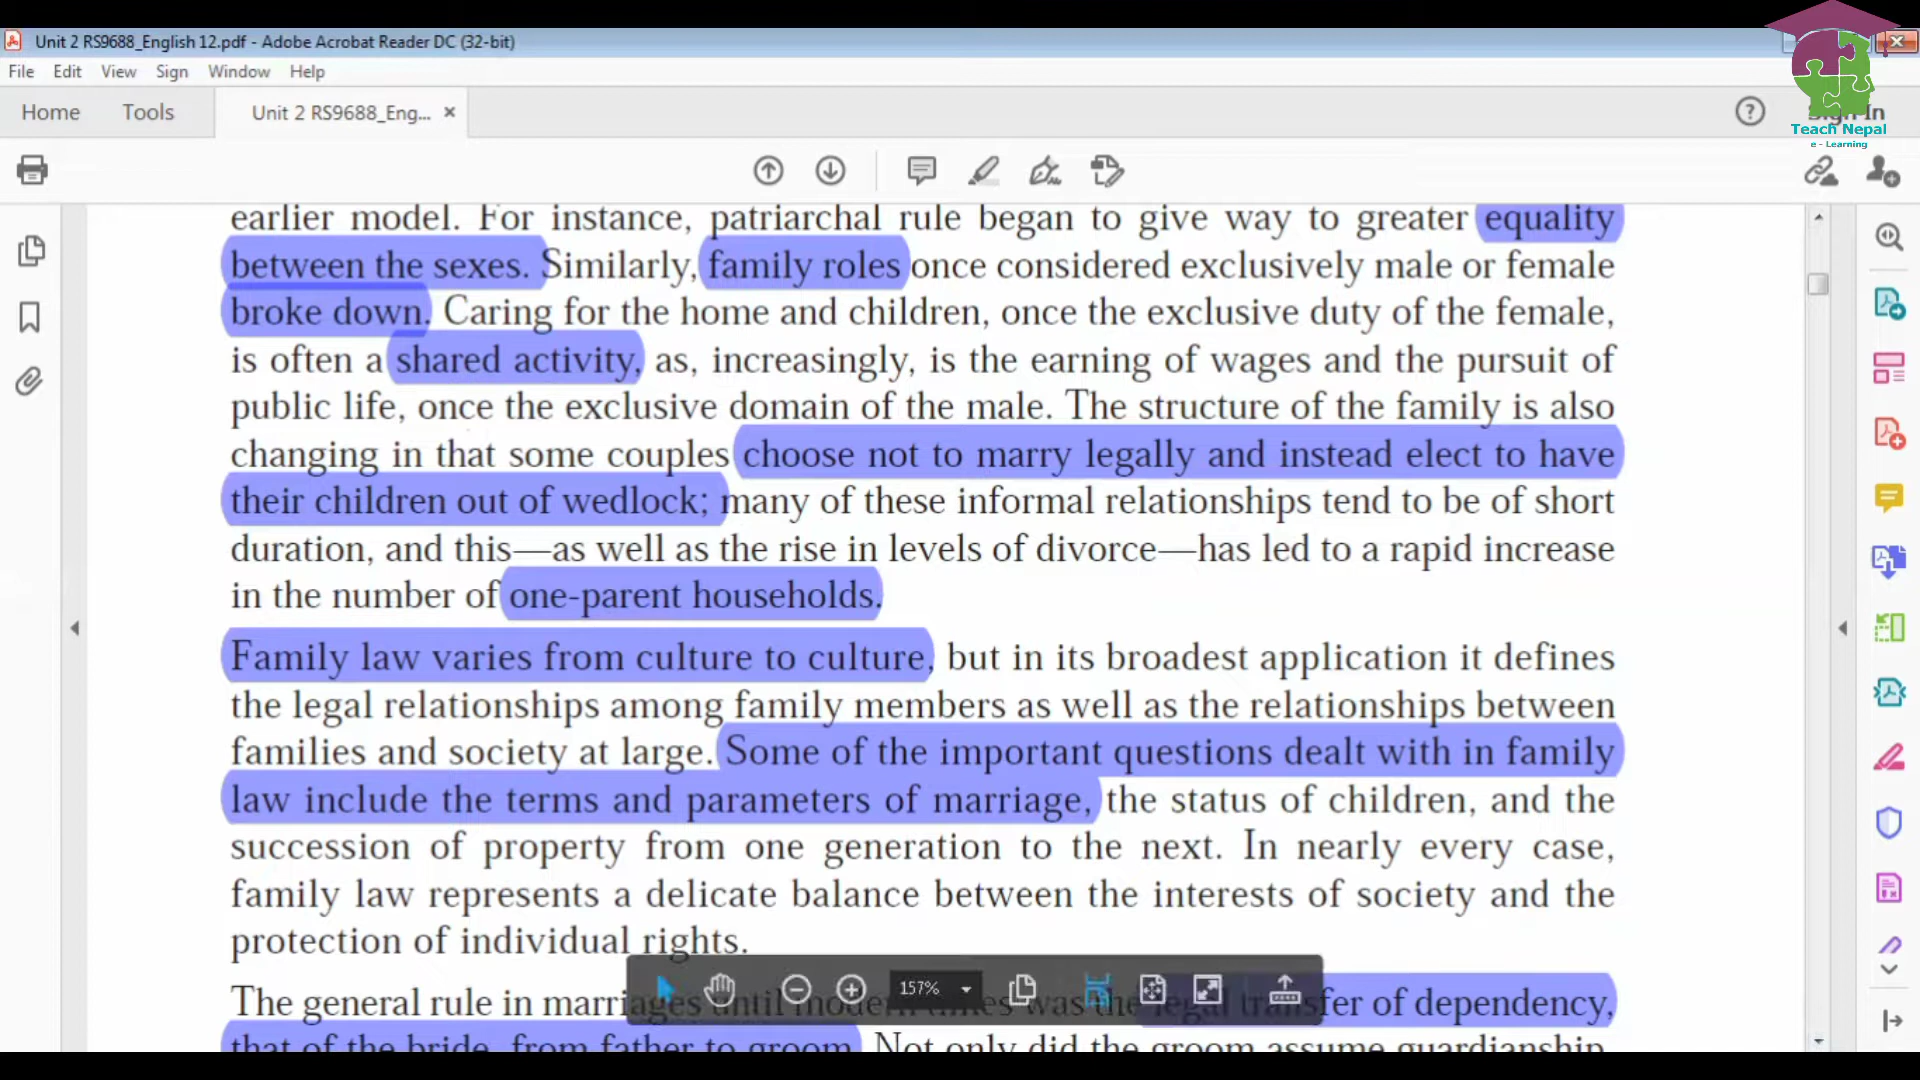 Unit 2 RS9688_English 12.pdf - Adobe Acrobat Reader DC (32-bit)
File Edit View Sign Window Help
Home Tools Unit 2 RS9688_Eng... × Sign In
Teach Nepal
e - Learning
earlier model. For instance, patriarchal rule began to give way to greater equality
between the sexes. Similarly, family roles once considered exclusively male or female
broke down. Caring for the home and children, once the exclusive duty of the female,
is often a shared activity, as, increasingly, is the earning of wages and the pursuit of
public life, once the exclusive domain of the male. The structure of the family is also
changing in that some couples choose not to marry legally and instead elect to have
their children out of wedlock; many of these informal relationships tend to be of short
duration, and this—as well as the rise in levels of divorce—has led to a rapid increase
in the number of one-parent households.
Family law varies from culture to culture, but in its broadest application it defines
the legal relationships among family members as well as the relationships between
families and society at large. Some of the important questions dealt with in family
law include the terms and parameters of marriage, the status of children, and the
succession of property from one generation to the next. In nearly every case,
family law represents a delicate balance between the interests of society and the
protection of individual rights.
157%
The general rule in marriages until modern times was the legal transfer of dependency,
that of the bride, from father to groom. Not only did the groom assume guardianship